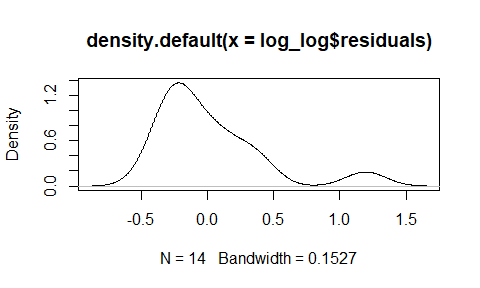 density.default(x = log_log$residuals)
Density
0.0 0.6 1.2
-0.5 0.0 0.5 1.0 1.5
N = 14 Bandwidth = 0.1527